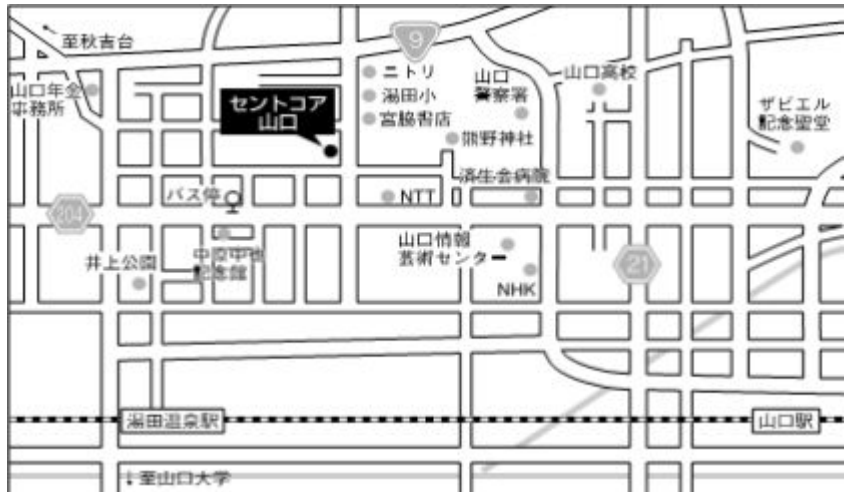 至秋吉台
9
ニトリ
湯田小
宮脇書店
山口
警察署
山口高校
山口年金
事務所
セントコア
山口
ザビエル
記念聖堂
熊野神社
済生会病院
バス停
NTT
204
中原中也
記念館
山口情報
芸術センター
井上公園
21
NHK
湯田温泉駅
山口駅
↓至山口大学